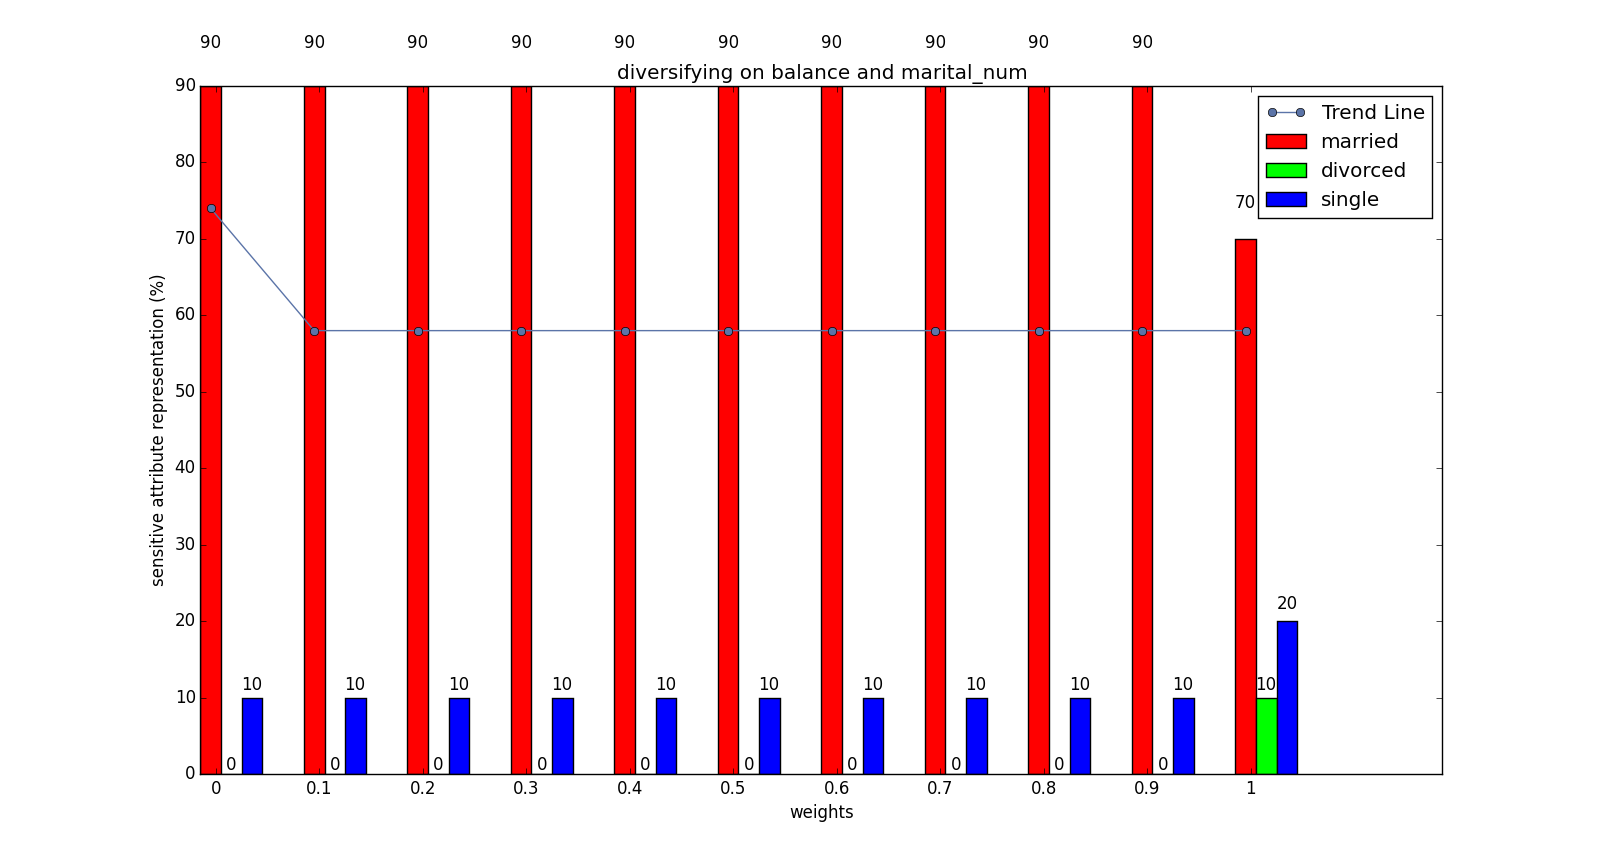 90 90 90 90 90 90 90 90 90 90
diversifying on balance and marital_num
90
80
70
60
50
40
30
20
10
0
sensitive attribute representation (%)
Trend Line
married
divorced
single
70
20
10 10 10 10 10 10 10 10 10 10 10
0 0 0 0 0 0 0 0 0 0
0 0.1 0.2 0.3 0.4 0.5 0.6 0.7 0.8 0.9 1
weights